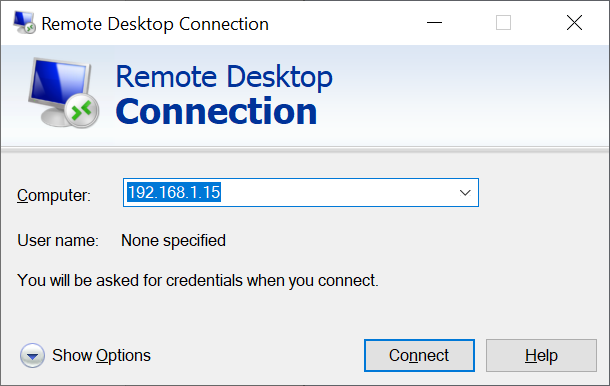 Remote Desktop Connection
Remote Desktop
Connection
Computer: 192.168.1.15
User name: None specified
You will be asked for credentials when you connect.
Show Options Connect Help